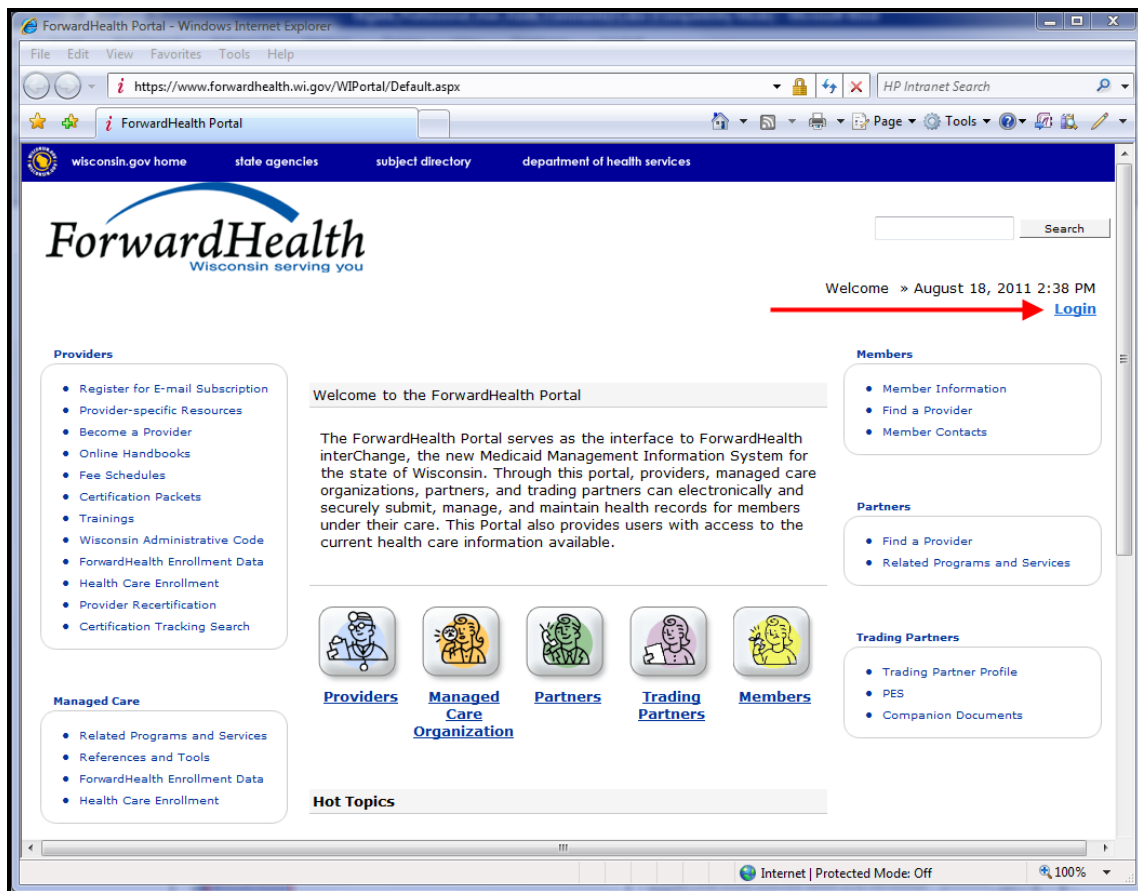 ForwardHealth Portal - Windows Internet Explorer
File Edit View Favorites Tools Help
https://www.forwardhealth.wi.gov/WIPortal/Default.aspx
HP Intranet Search
ForwardHealth Portal
Page Tools
wisconsin.gov home state agencies subject directory department of health services
ForwardHealth
Wisconsin serving you
Search
Welcome » August 18, 2011 2:38 PM
Login
Providers
Register for E-mail Subscription
Provider-specific Resources
Become a Provider
Online Handbooks
Fee Schedules
Certification Packets
Trainings
Wisconsin Administrative Code
ForwardHealth Enrollment Data
Health Care Enrollment
Provider Recertification
Certification Tracking Search
Managed Care
Related Programs and Services
References and Tools
ForwardHealth Enrollment Data
Health Care Enrollment
Welcome to the ForwardHealth Portal
The ForwardHealth Portal serves as the interface to ForwardHealth
interChange, the new Medicaid Management Information System for
the state of Wisconsin. Through this portal, providers, managed care
organizations, partners, and trading partners can electronically and
securely submit, manage, and maintain health records for members
under their care. This Portal also provides users with access to the
current health care information available.
Providers
Managed
Care
Organization
Partners
Trading
Partners
Members
Hot Topics
Members
Member Information
Find a Provider
Member Contacts
Partners
Find a Provider
Related Programs and Services
Trading Partners
Trading Partner Profile
PES
Companion Documents
Internet | Protected Mode: Off
100%